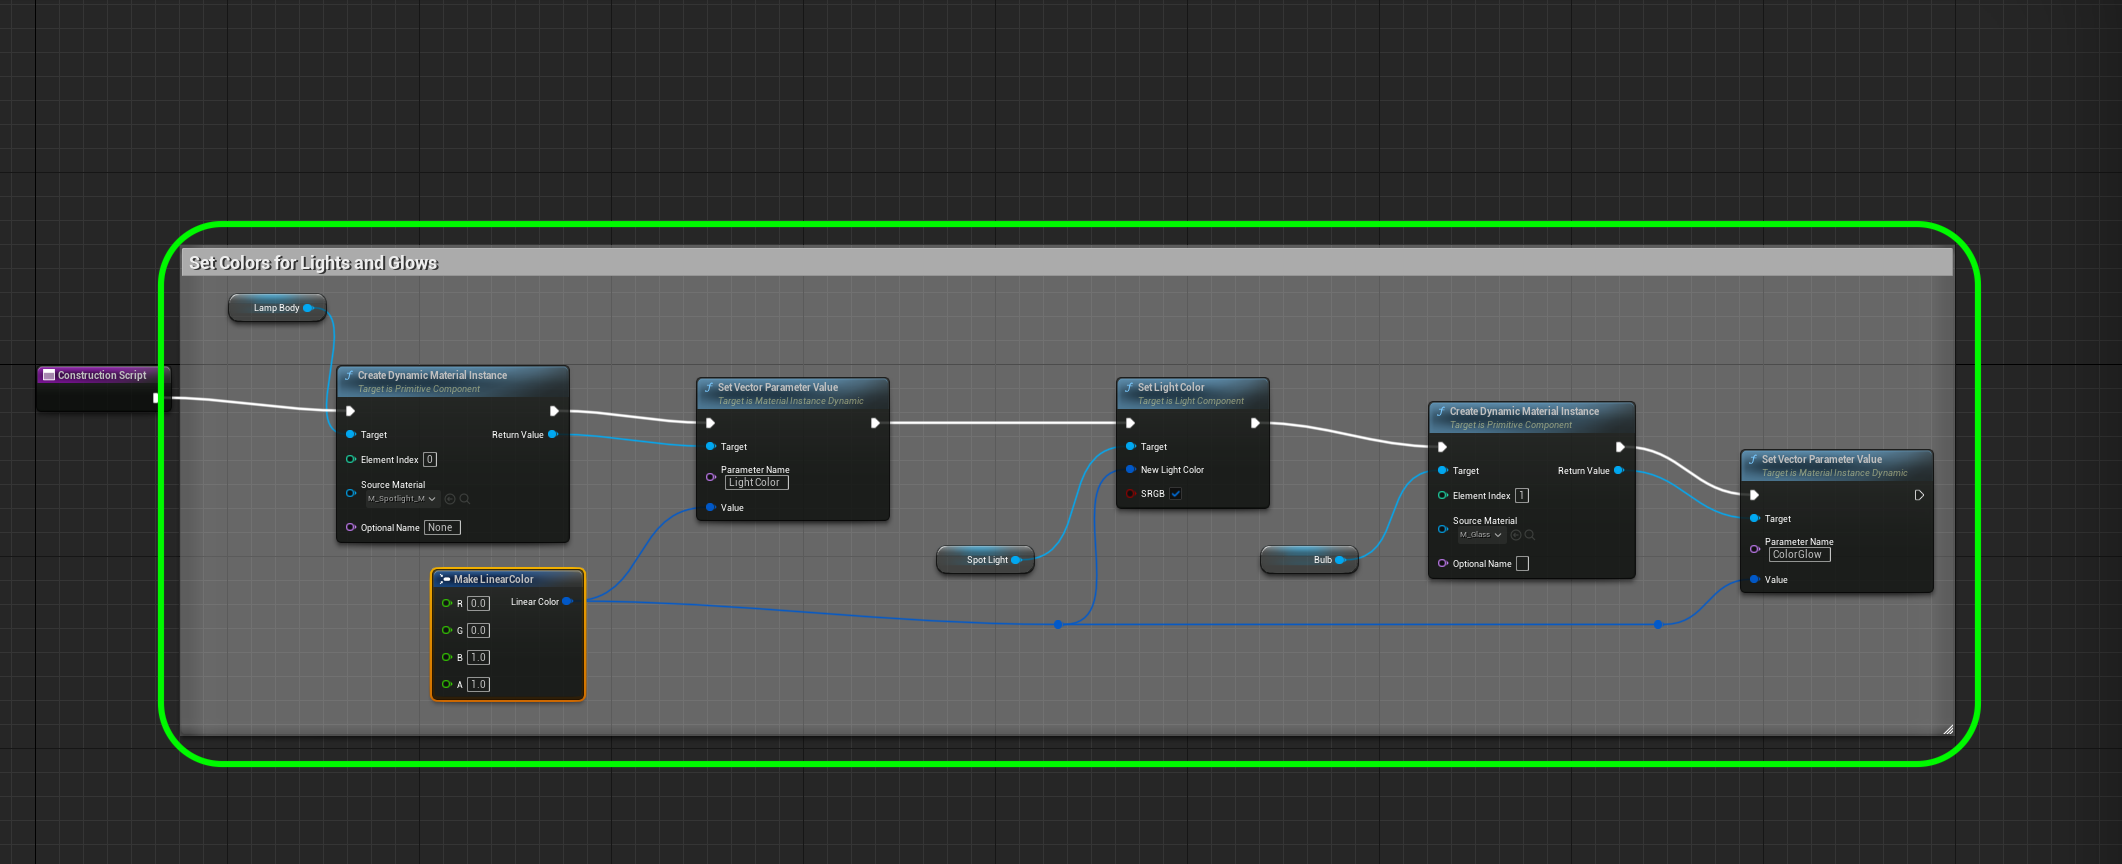 Set Colors for Lights and Glows
Lamp Body
Construction Script
Create Dynamic Material Instance
Target is Primitive Component
Target
Return Value
Element Index 0
Source Material
M_Spotlight_M
Optional Name None
Make LinearColor
R 0.0
Linear Color
G 0.0
B 1.0
A 1.0
Set Vector Parameter Value
Target is Material Instance Dynamic
Target
Parameter Name
Light Color
Value
Spot Light
Set Light Color
Target is Light Component
Target
New Light Color
SRGB
Bulb
Create Dynamic Material Instance
Target is Primitive Component
Target
Return Value
Element Index 1
Source Material
M_Glass
Optional Name
Set Vector Parameter Value
Target is Material Instance Dynamic
Target
Parameter Name
ColorGlow
Value